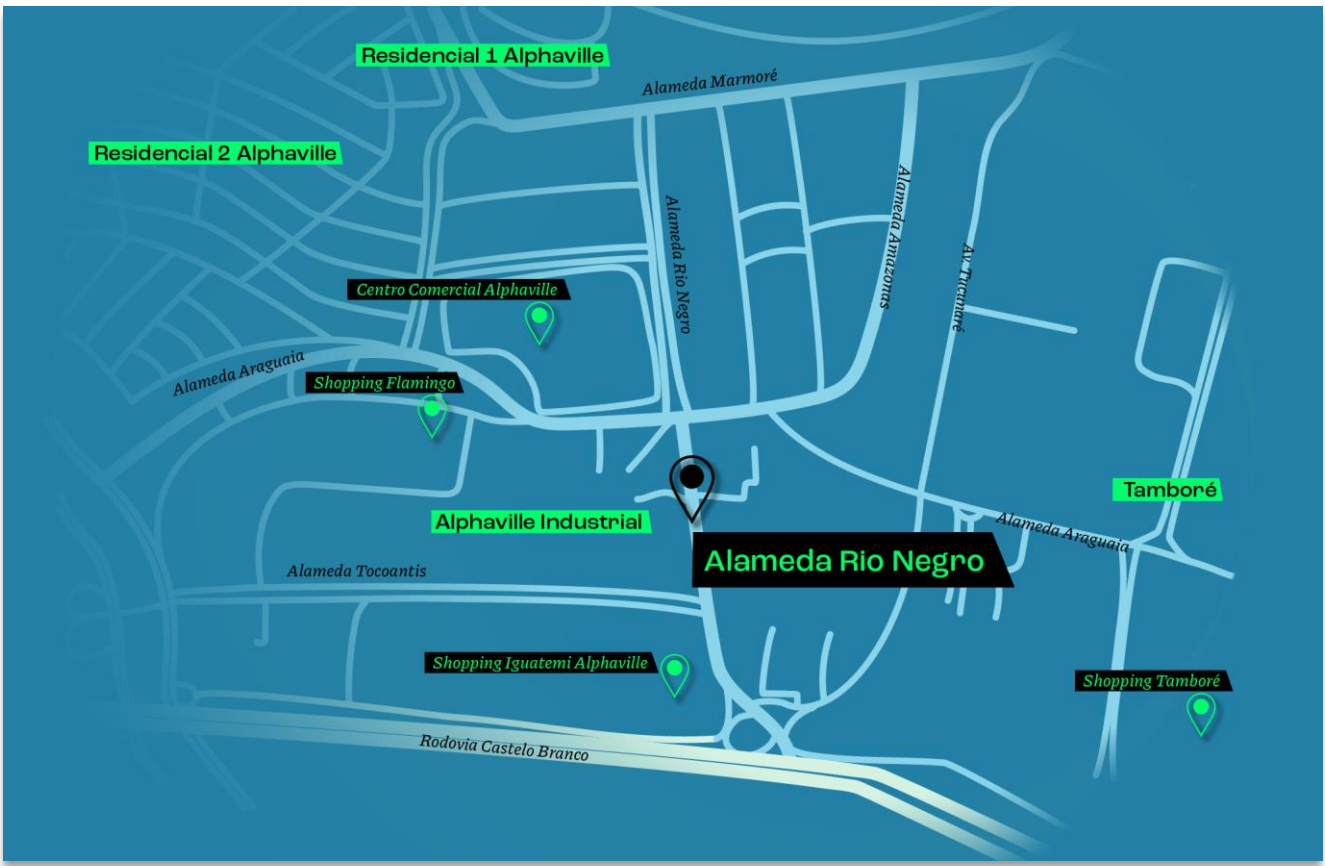 Residencial 1 Alphaville
Alameda Marmoré
Residencial 2 Alphaville
Alameda Rio Negro
Alameda Amazonas
Av. Tucunaré
Centro Comercial Alphaville
Alameda Araguaia
Shopping Flamingo
Tamboré
Alphaville Industrial
Alameda Araguaia
Alameda Rio Negro
Alameda Tocoantis
Shopping Iguatemi Alphaville
Shopping Tamboré
Rodovia Castelo Branco